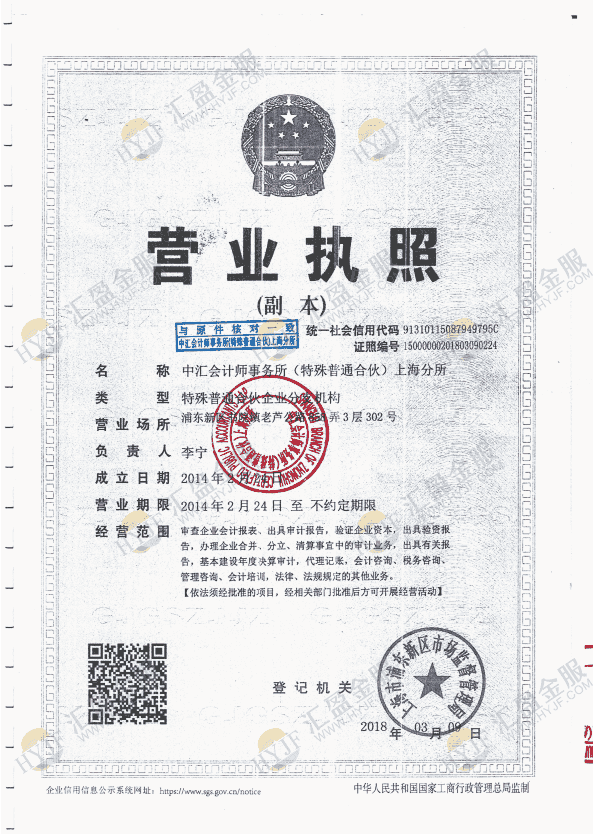 营业执照
(副 本)
与原件核对一致
中汇会计师事务所(特殊普通合伙)上海分所
统一社会信用代码 91310115087949795C
证照编号 15000000201803090224
名 称 中汇会计师事务所(特殊普通合伙)上海分所
类 型 特殊普通合伙企业分支机构
营业场所 浦东新区 镇老芦公路 弄3层302号
负 责 人 李宁
成立日期 2014年2月 日
营业期限 2014年2月24日 至 不约定期限
经营范围 审查企业会计报表、出具审计报告,验证企业资本,出具验资报
告,办理企业合并、分立、清算事宜中的审计业务,出具有关报
告,基本建设年度决算审计,代理记账,会计咨询、税务咨询、
管理咨询、会计培训,法律、法规规定的其他业务。
【依法须经批准的项目,经相关部门批准后方可开展经营活动】
登记机关
上海市浦东新区市场监督管理局
2018 年 03 月 09 日
企业信用信息公示系统网址:https://www.sgs.gov.cn/notice
中华人民共和国国家工商行政管理总局监制
汇盈金服
WWW.HYJF.COM
HYJF